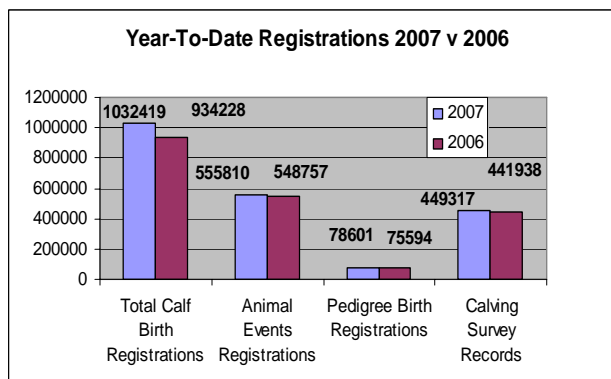 Year-To-Date Registrations 2007 v 2006
1200000
1000000
800000
600000
400000
200000
0
1032419
934228
555810
548757
78601
75594
449317
441938
2007
2006
Total Calf
Birth
Registrations
Animal
Events
Registrations
Pedigree Birth
Registrations
Calving
Survey
Records